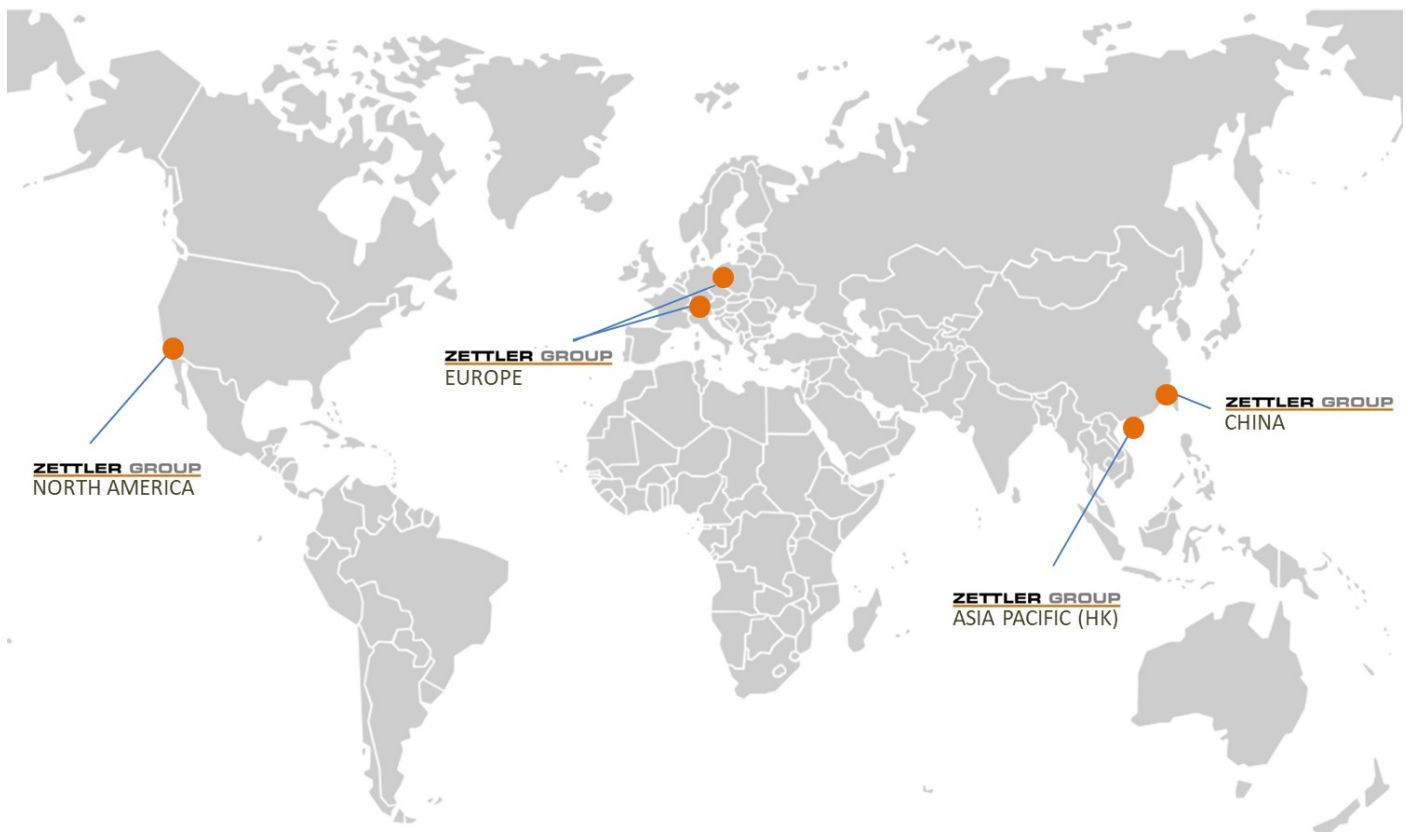 ZETTLER GROUP
EUROPE
ZETTLER GROUP
CHINA
ZETTLER GROUP
NORTH AMERICA
ZETTLER GROUP
ASIA PACIFIC (HK)